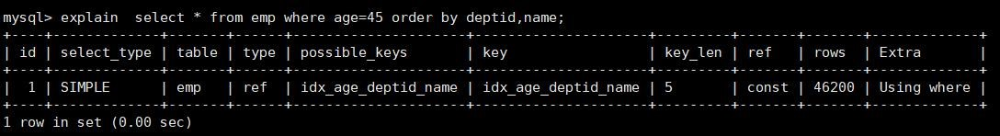 mysql> explain  select * from emp where age=45 order by deptid,name;
+----+-------------+-------+------+---------------------+---------------------+---------+-------+-------+-------------+
| id | select_type | table | type | possible_keys       | key                 | key_len | ref   | rows  | Extra       |
+----+-------------+-------+------+---------------------+---------------------+---------+-------+-------+-------------+
|  1 | SIMPLE      | emp   | ref  | idx_age_deptid_name | idx_age_deptid_name | 5       | const | 46200 | Using where |
+----+-------------+-------+------+---------------------+---------------------+---------+-------+-------+-------------+
1 row in set (0.00 sec)